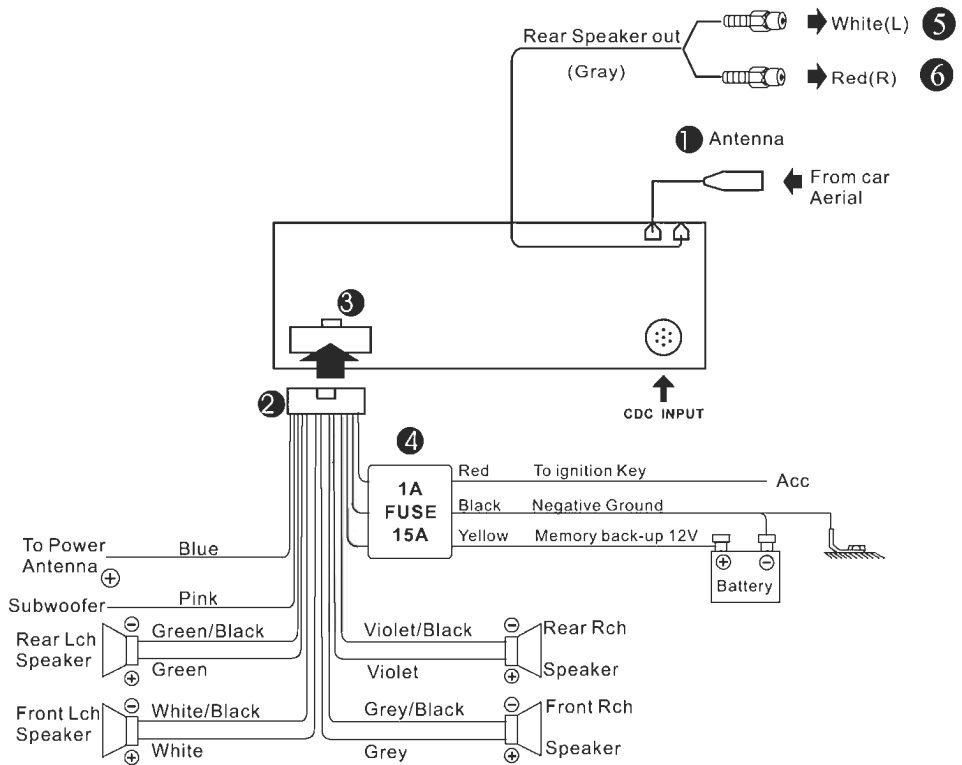 Rear Speaker out
(Gray)
White(L)
5
Red(R)
6
1
Antenna
From car
Aerial
3
CDC INPUT
2
4
1A
FUSE
15A
Red
To ignition Key
Acc
Black
Negative Ground
Yellow
Memory back-up 12V
+
−
Battery
To Power
Antenna
+
Blue
Subwoofer
Pink
Rear Lch
Speaker
−
+
Green/Black
Green
Violet/Black
Violet
−
+
Rear Rch
Speaker
Front Lch
Speaker
−
+
White/Black
White
Grey/Black
Grey
−
+
Front Rch
Speaker